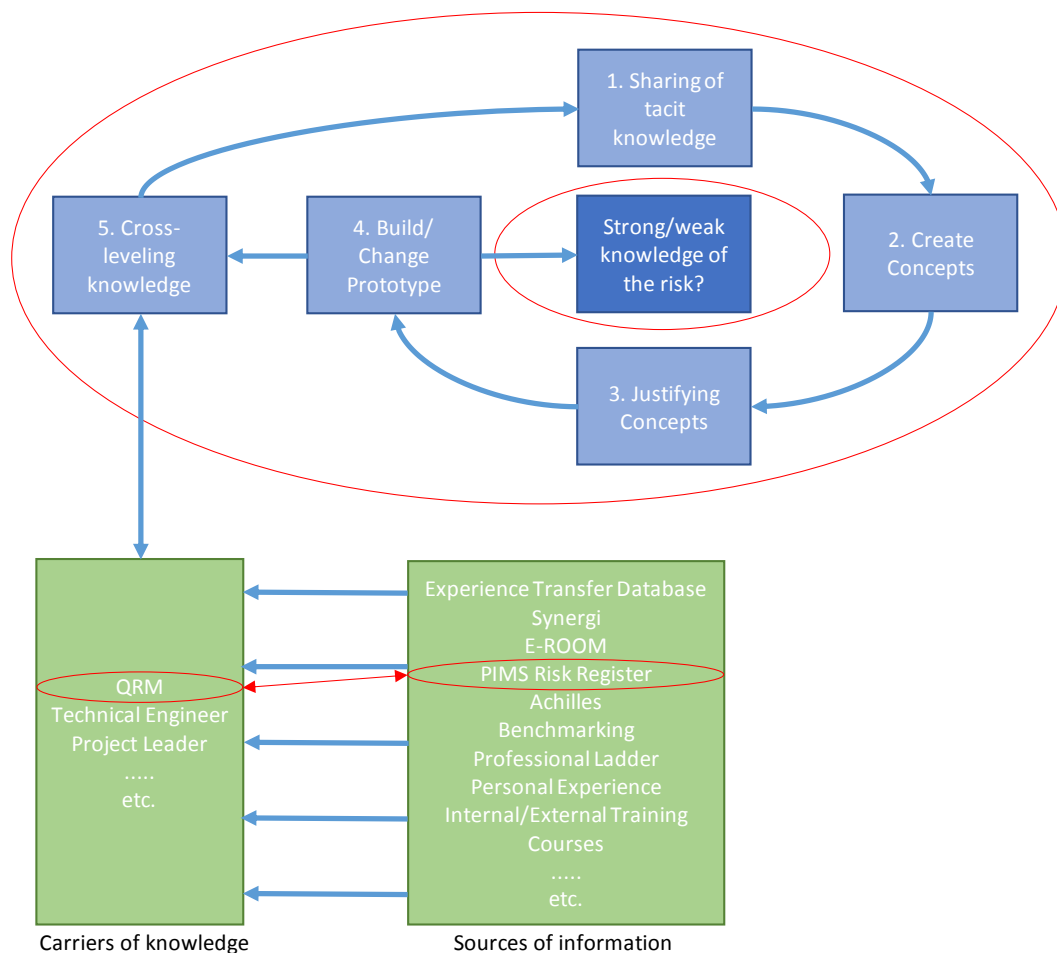 1. Sharing of
tacit
knowledge
5. Cross-
leveling
knowledge
4. Build/
Change
Prototype
Strong/weak
knowledge of
the risk?
2. Create
Concepts
3. Justifying
Concepts
QRM
Technical Engineer
Project Leader
.....
etc.
Experience Transfer Database
Synergi
E-ROOM
PIMS Risk Register
Achilles
Benchmarking
Professional Ladder
Personal Experience
Internal/External Training
Courses
.....
etc.
Carriers of knowledge
Sources of information